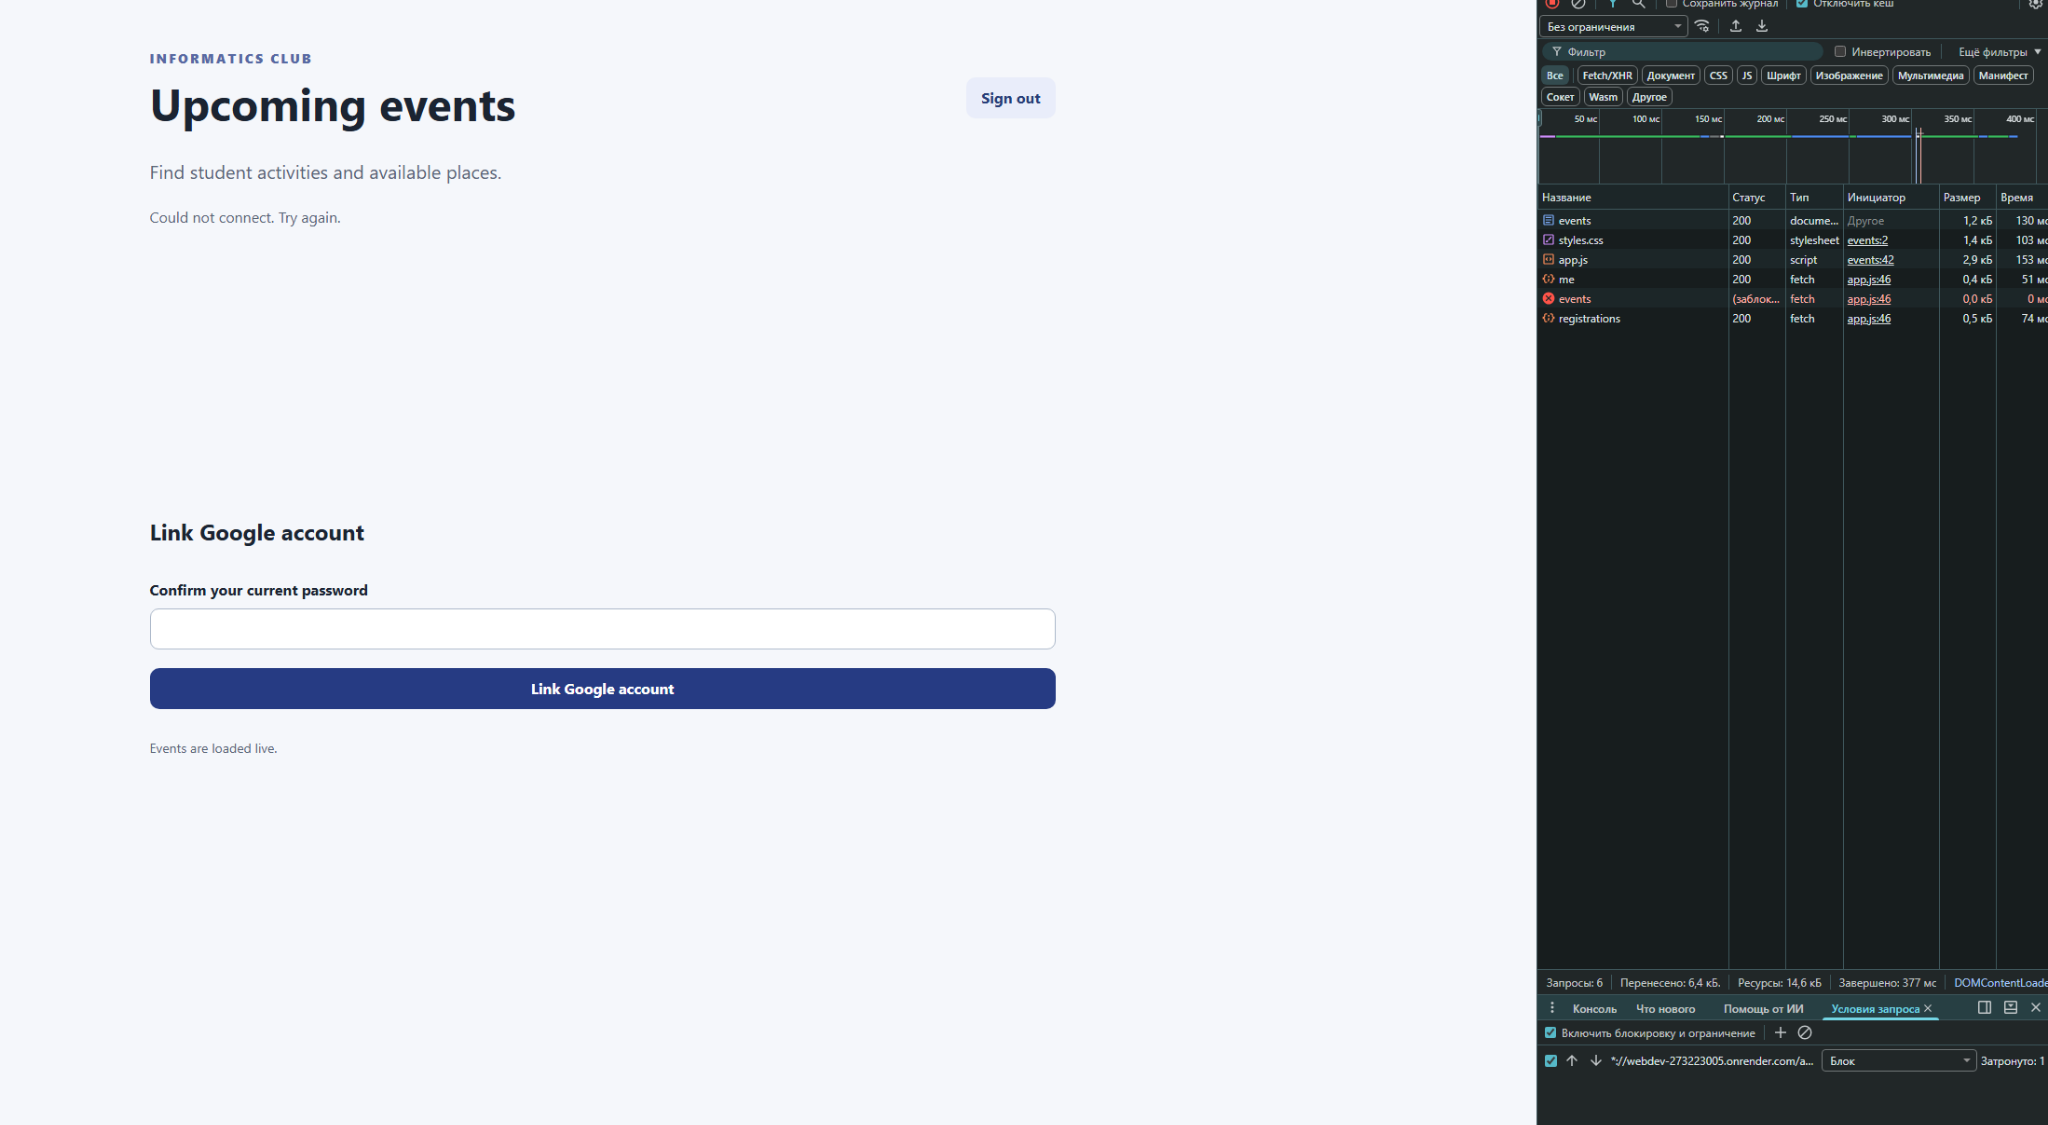 INFORMATICS CLUB
Upcoming events
Sign out
Find student activities and available places.
Could not connect. Try again.
Link Google account
Confirm your current password
Link Google account
Events are loaded live.
Сохранить журнал Отключить кеш
Без ограничения
Фильтр Инвертировать Ещё фильтры
Все Fetch/XHR Документ CSS JS Шрифт Изображение Мультимедиа Манифест
Сокет Wasm Другое
50 мс 100 мс 150 мс 200 мс 250 мс 300 мс 350 мс 400 мс
Название Статус Тип Инициатор Размер Время
events 200 docume... Другое 1,2 кБ 130 мс
styles.css 200 stylesheet events:2 1,4 кБ 103 мс
app.js 200 script events:42 2,9 кБ 153 мс
me 200 fetch app.js:46 0,4 кБ 51 мс
events (заблок... fetch app.js:46 0,0 кБ 0 мс
registrations 200 fetch app.js:46 0,5 кБ 74 мс
Запросы: 6 Перенесено: 6,4 кБ. Ресурсы: 14,6 кБ Завершено: 377 мс DOMContentLoade
Консоль Что нового Помощь от ИИ Условия запроса
Включить блокировку и ограничение
*://webdev-273223005.onrender.com/a... Блок Затронуто: 1